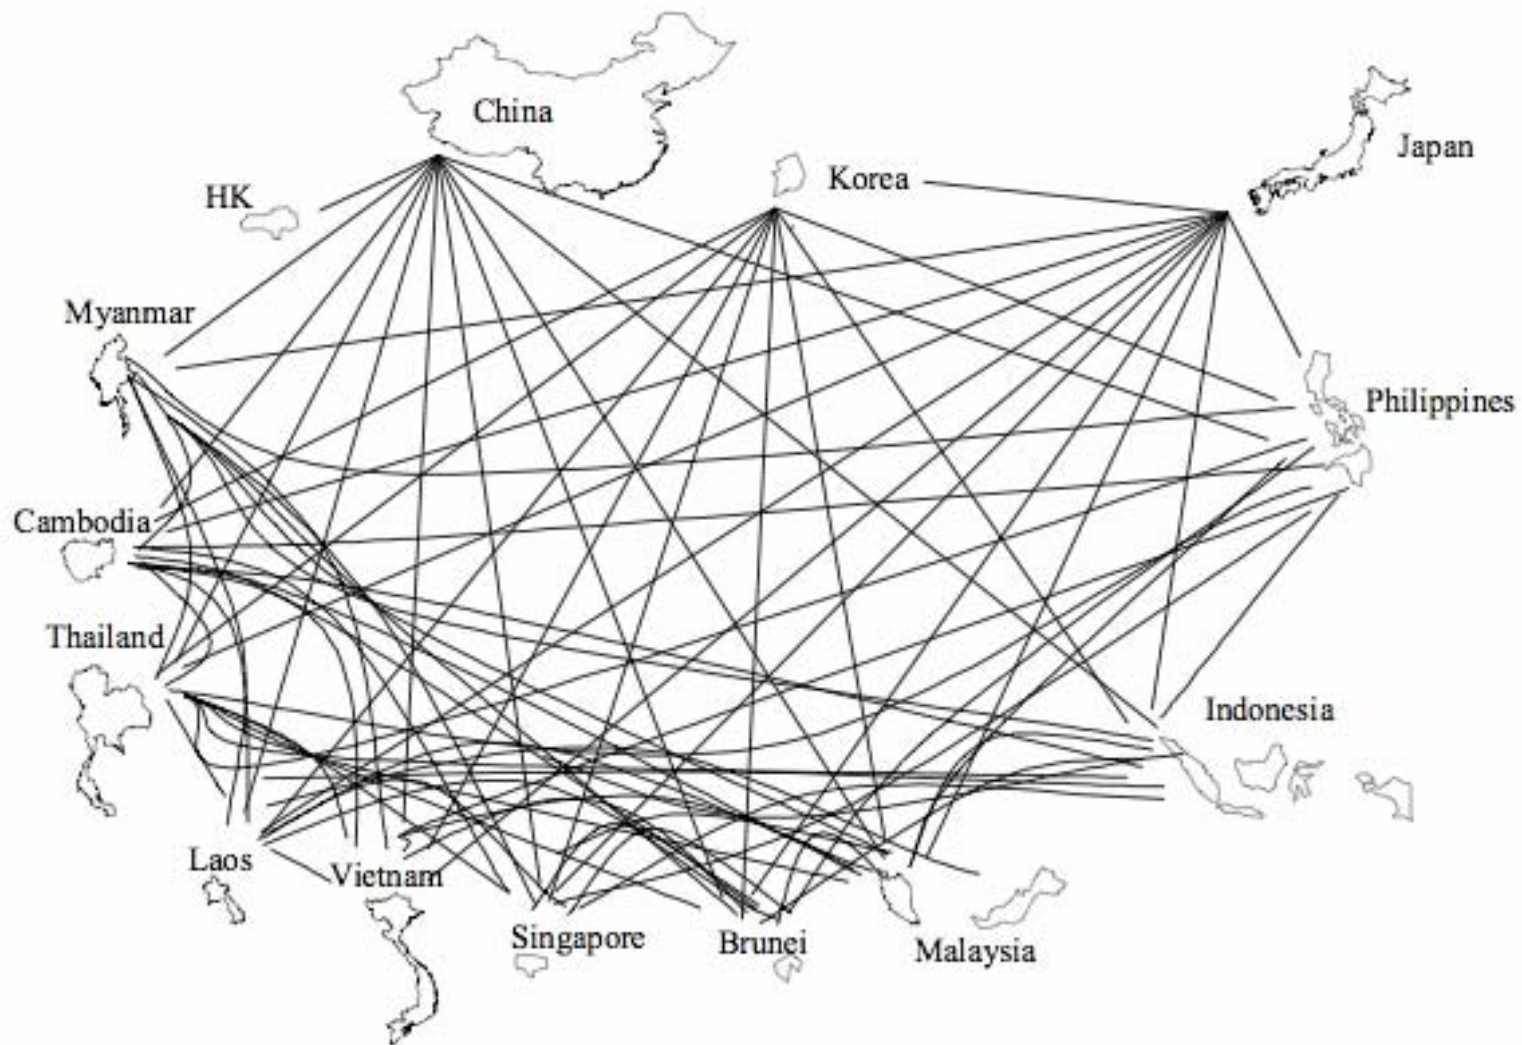 China
Japan
Korea
HK
Myanmar
Philippines
Cambodia
Thailand
Indonesia
Laos
Vietnam
Singapore
Brunei
Malaysia